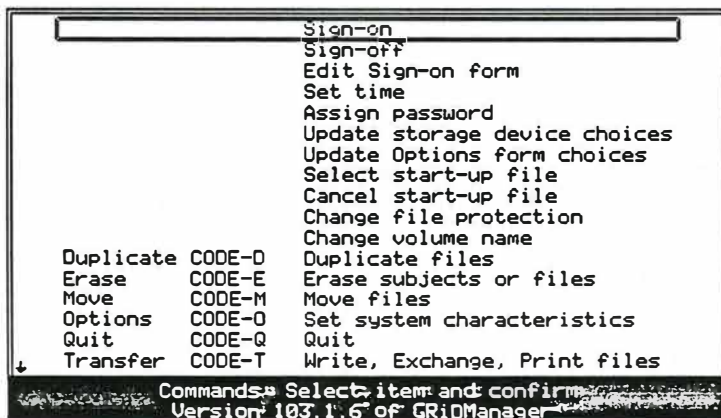 Sign-on
Sign-off
Edit Sign-on form
Set time
Assign password
Update storage device choices
Update Options form choices
Select start-up file
Cancel start-up file
Change file protection
Change volume name
Duplicate CODE-D Duplicate files
Erase CODE-E Erase subjects or files
Move CODE-M Move files
Options CODE-O Set system characteristics
Quit CODE-Q Quit
Transfer CODE-T Write, Exchange, Print files
Commands: Select item and confirm
Version 103.1.6 of GRiDManager